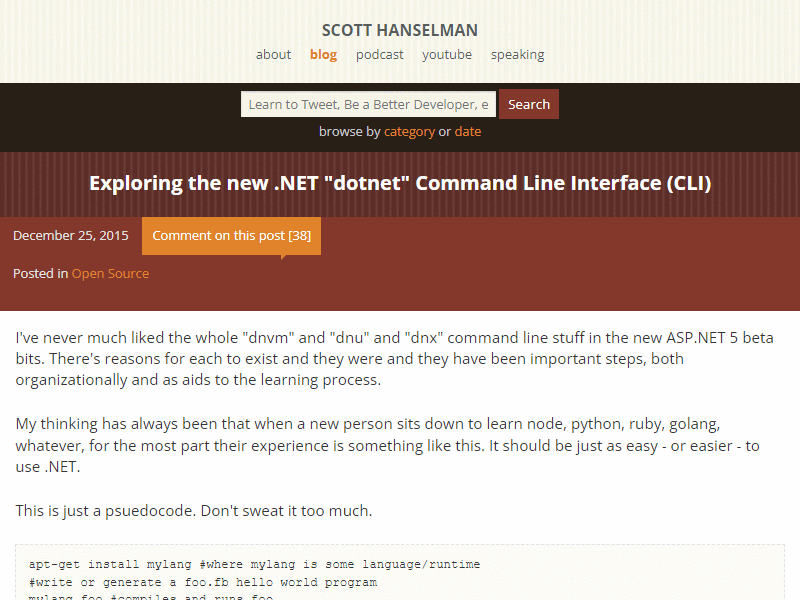 SCOTT HANSELMAN
about blog podcast youtube speaking
Learn to Tweet, Be a Better Developer, e Search
browse by category or date
Exploring the new .NET "dotnet" Command Line Interface (CLI)
December 25, 2015 Comment on this post [38]
Posted in Open Source
I've never much liked the whole "dnvm" and "dnu" and "dnx" command line stuff in the new ASP.NET 5 beta
bits. There's reasons for each to exist and they were and they have been important steps, both
organizationally and as aids to the learning process.
My thinking has always been that when a new person sits down to learn node, python, ruby, golang,
whatever, for the most part their experience is something like this. It should be just as easy - or easier - to
use .NET.
This is just a psuedocode. Don't sweat it too much.
apt-get install mylang #where mylang is some language/runtime
#write or generate a foo.fb hello world program
mylang foo #compiles and runs foo